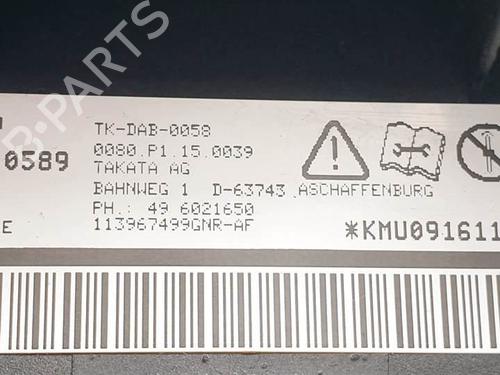 TK-DAB-0058
0589
0080.P1.15.0039
TAKATA AG
BAHNWEG 1 D-63743 ASCHAFFENBURG
PH.: 49 6021650
E
113967499GNR-AF
*KMU091611
B-PARTS